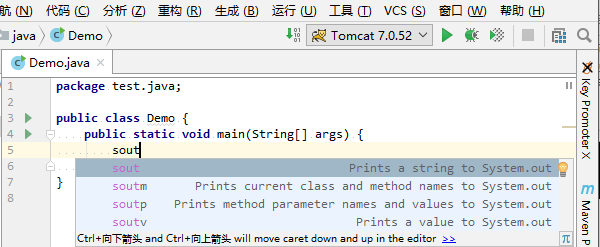 航 (N) 代码 (C) 分析 (Z) 重构 (R) 生成 (B) 运行 (U) 工具 (T) VCS (S) 窗口 (W) 帮助 (H)
java Demo Tomcat 7.0.52
Demo.java
1 package test.java;
2
3 public class Demo {
4 public static void main(String[] args) {
5 sout
6 sout Prints a string to System.out
7 } soutm Prints current class and method names to System.out
8 soutp Prints method parameter names and values to System.out
soutv Prints a value to System.out
Ctrl+向下箭头 and Ctrl+向上箭头 will move caret down and up in the editor >> π
Key Promoter X
m Maven P